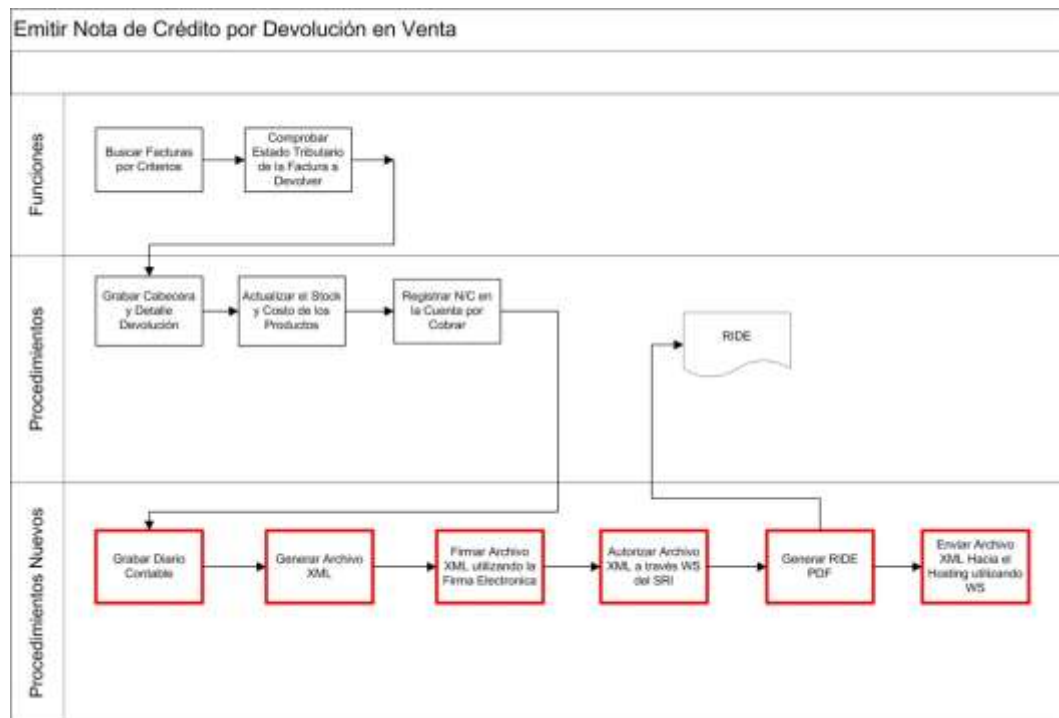 Emitir Nota de Crédito por Devolución en Venta
Funciones
Buscar Facturas
por Criterios
Comprobar
Estado Tributario
de la Factura a
Devolver
Procedimientos
Grabar Cabecera
y Detalle
Devolución
Actualizar el Stock
y Costo de los
Productos
Registrar N/C en
la Cuenta por
Cobrar
RIDE
Procedimientos Nuevos
Grabar Diario
Contable
Generar Archivo
XML
Firmar Archivo
XML utilizando la
Firma Electronica
Autorizar Archivo
XML a través WS
del SRI
Generar RIDE
PDF
Enviar Archivo
XML Hacia el
Hosting utilizando
WS